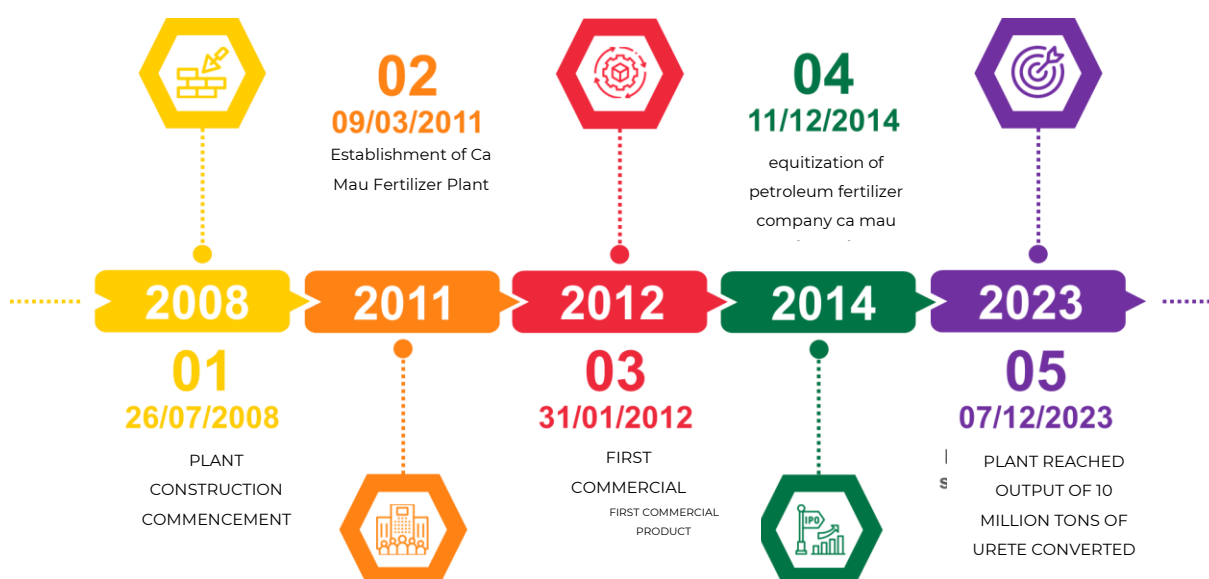 02
09/03/2011
Establishment of Ca
Mau Fertilizer Plant
04
11/12/2014
equitization of
petroleum fertilizer
company ca mau
2008
2011
2012
2014
2023
01
26/07/2008
PLANT
CONSTRUCTION
COMMENCEMENT
03
31/01/2012
FIRST
COMMERCIAL
FIRST COMMERCIAL
PRODUCT
05
07/12/2023
PLANT REACHED
OUTPUT OF 10
MILLION TONS OF
URETE CONVERTED
IPO